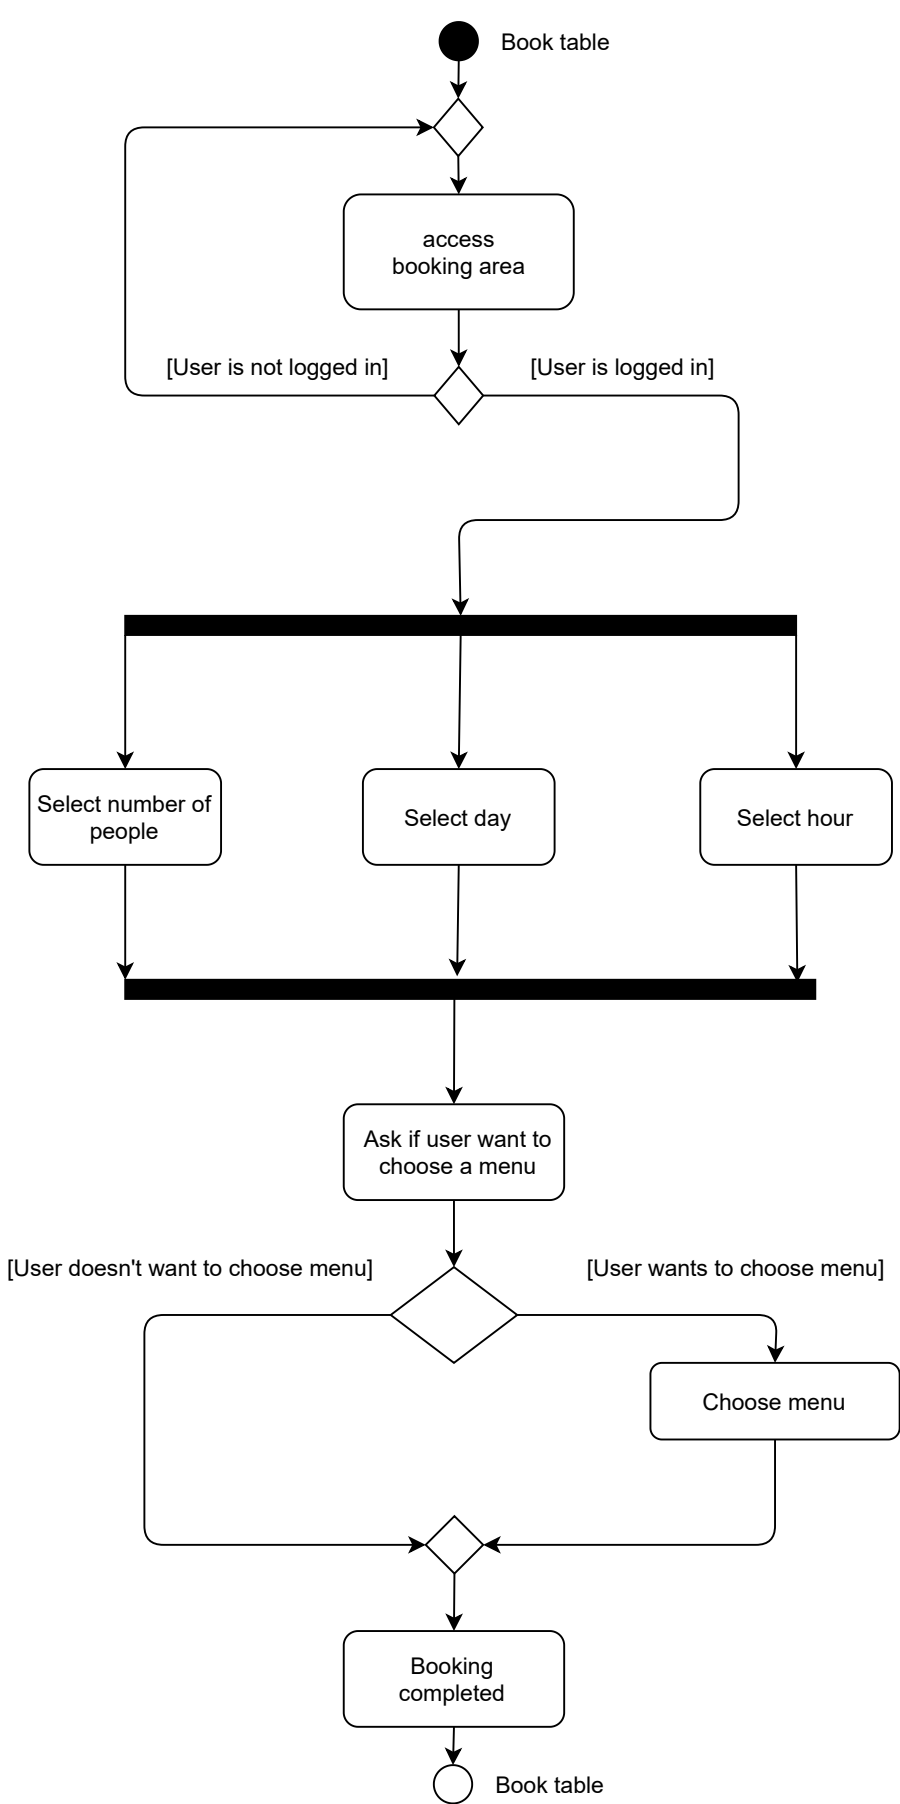 Book table
access
booking area
[User is not logged in]
[User is logged in]
Select number of
people
Select day
Select hour
Ask if user want to
choose a menu
[User doesn't want to choose menu]
[User wants to choose menu]
Choose menu
Booking
completed
Book table